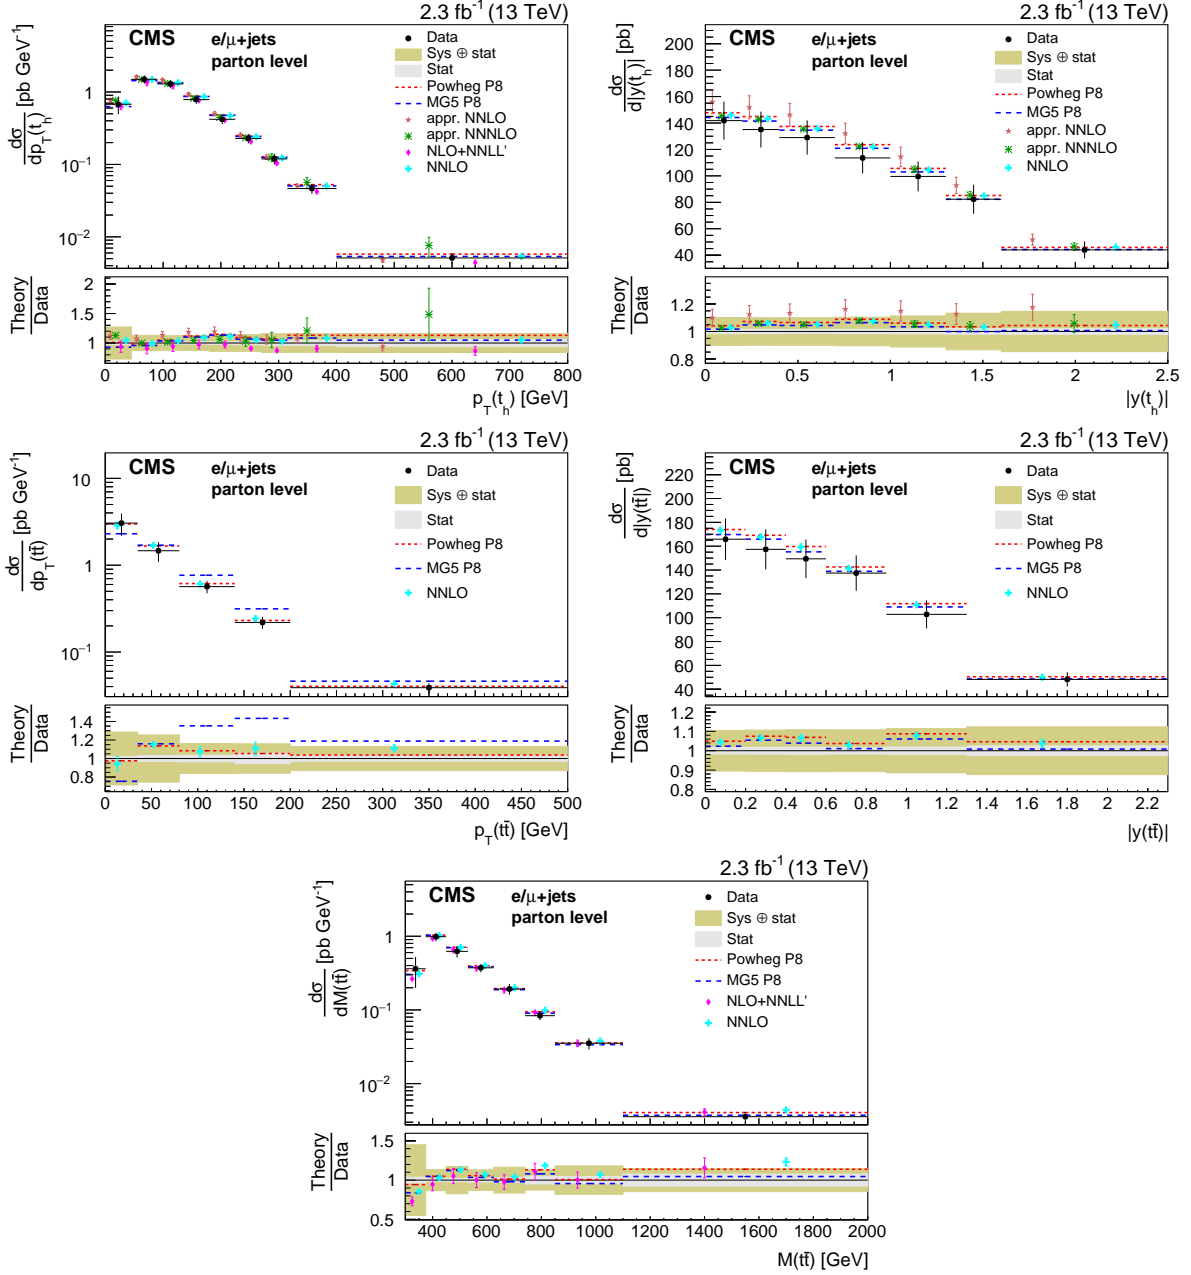 2.3 fb⁻¹ (13 TeV)
CMS
e/μ+jets
parton level
dσ/dp_T(t_h) [pb GeV⁻¹]
1
10⁻¹
10⁻²
Data
Sys ⊕ stat
Stat
Powheg P8
MG5 P8
appr. NNLO
appr. NNNLO
NLO+NNLL'
NNLO
Theory/Data
2
1.5
1
0 100 200 300 400 500 600 700 800
p_T(t_h) [GeV]
2.3 fb⁻¹ (13 TeV)
CMS
e/μ+jets
parton level
dσ/d|y(t_h)| [pb]
200
180
160
140
120
100
80
60
40
Data
Sys ⊕ stat
Stat
Powheg P8
MG5 P8
appr. NNLO
appr. NNNLO
NNLO
Theory/Data
1.2
1
0.8
0 0.5 1 1.5 2 2.5
|y(t_h)|
2.3 fb⁻¹ (13 TeV)
CMS
e/μ+jets
parton level
dσ/dp_T(tt̄) [pb GeV⁻¹]
10
1
10⁻¹
Data
Sys ⊕ stat
Stat
Powheg P8
MG5 P8
NNLO
Theory/Data
1.4
1.2
1
0.8
0 50 100 150 200 250 300 350 400 450 500
p_T(tt̄) [GeV]
2.3 fb⁻¹ (13 TeV)
CMS
e/μ+jets
parton level
dσ/d|y(tt̄)| [pb]
220
200
180
160
140
120
100
80
60
40
Data
Sys ⊕ stat
Stat
Powheg P8
MG5 P8
NNLO
Theory/Data
1.2
1.1
1
0.9
0.8
0 0.2 0.4 0.6 0.8 1 1.2 1.4 1.6 1.8 2 2.2
|y(tt̄)|
2.3 fb⁻¹ (13 TeV)
CMS
e/μ+jets
parton level
dσ/dM(tt̄) [pb GeV⁻¹]
1
10⁻¹
10⁻²
Data
Sys ⊕ stat
Stat
Powheg P8
MG5 P8
NLO+NNLL'
NNLO
Theory/Data
1.5
1
0.5
400 600 800 1000 1200 1400 1600 1800 2000
M(tt̄) [GeV]